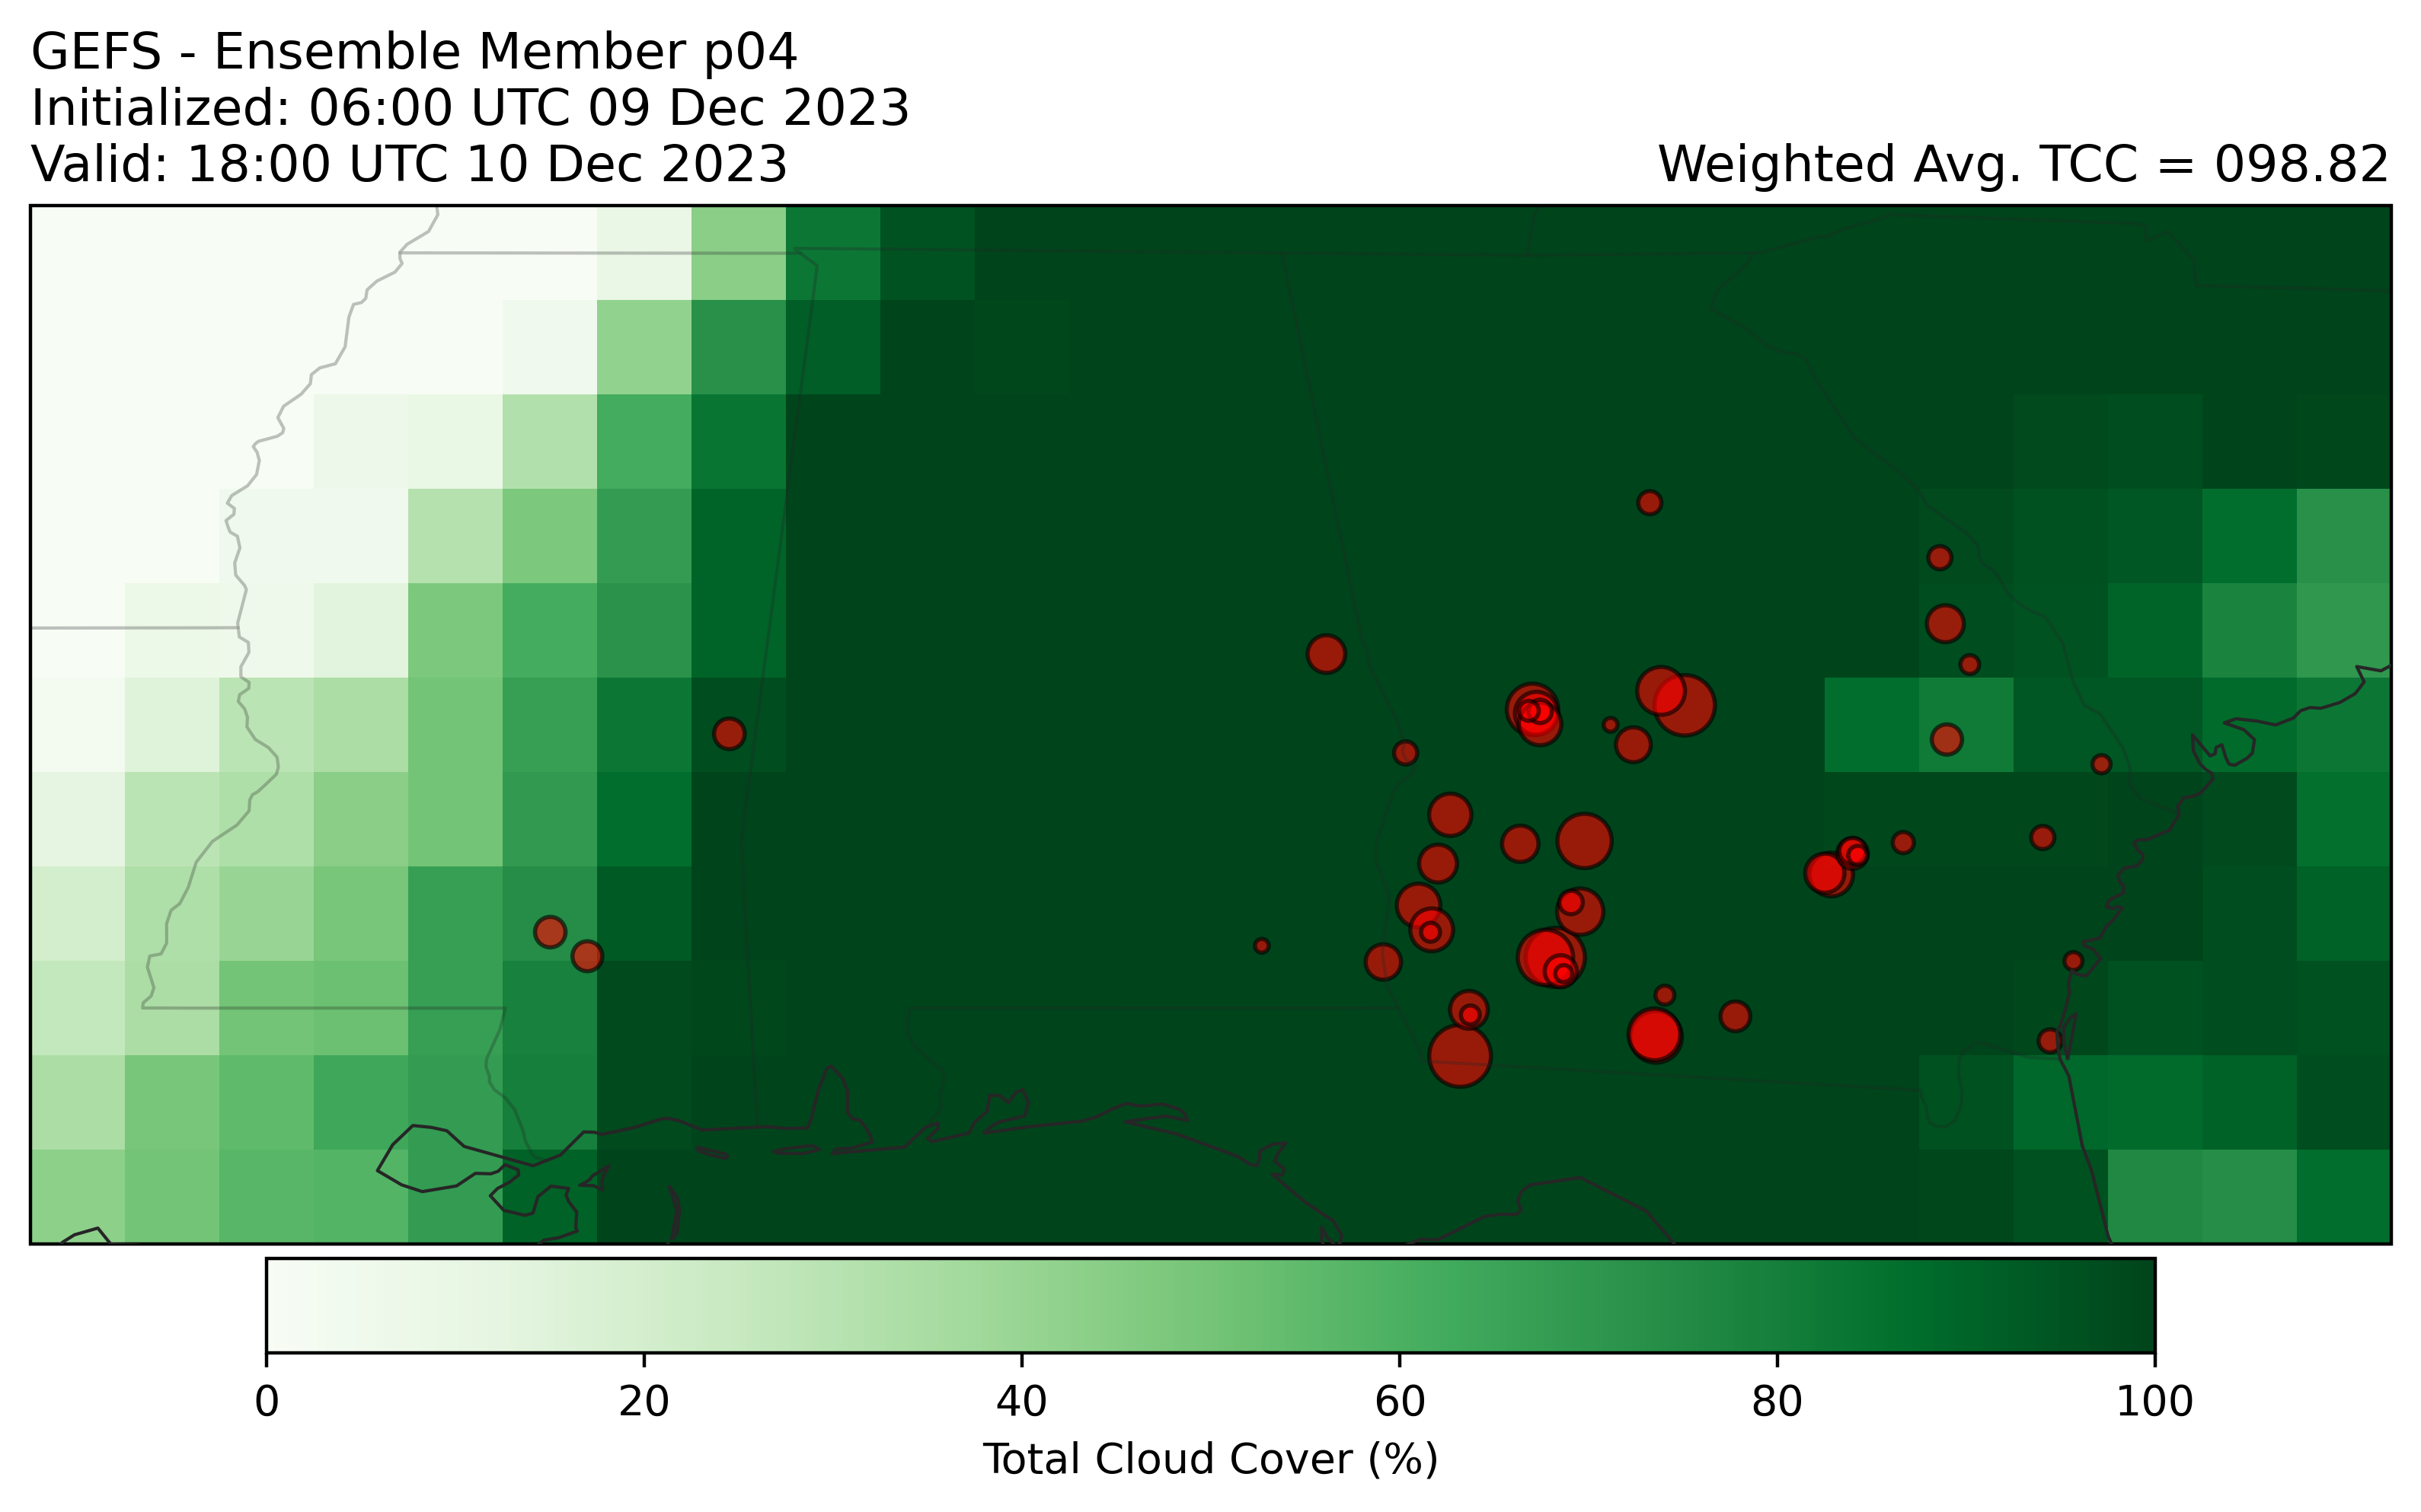 GEFS - Ensemble Member p04
Initialized: 06:00 UTC 09 Dec 2023
Valid: 18:00 UTC 10 Dec 2023
Weighted Avg. TCC = 098.82
0 20 40 60 80 100
Total Cloud Cover (%)